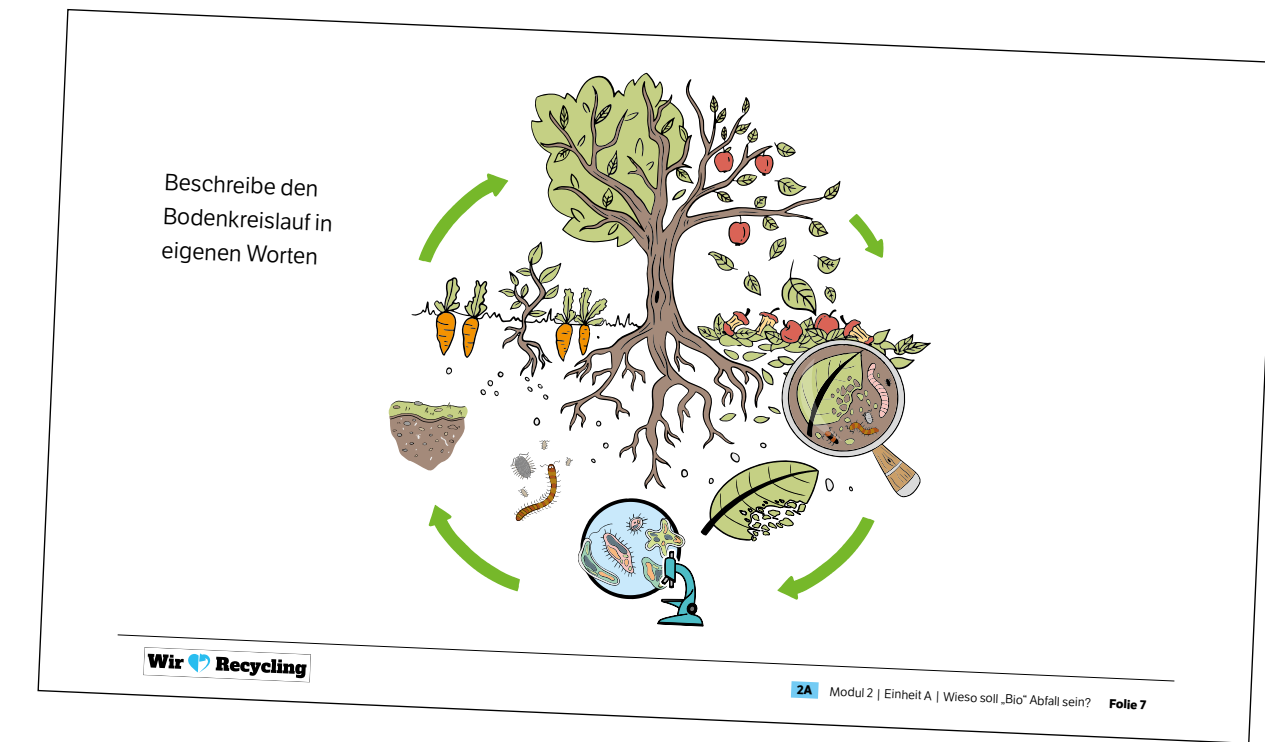 Beschreibe den
Bodenkreislauf in
eigenen Worten
Wir Recycling
2A Modul 2 | Einheit A | Wieso soll „Bio“ Abfall sein? Folie 7